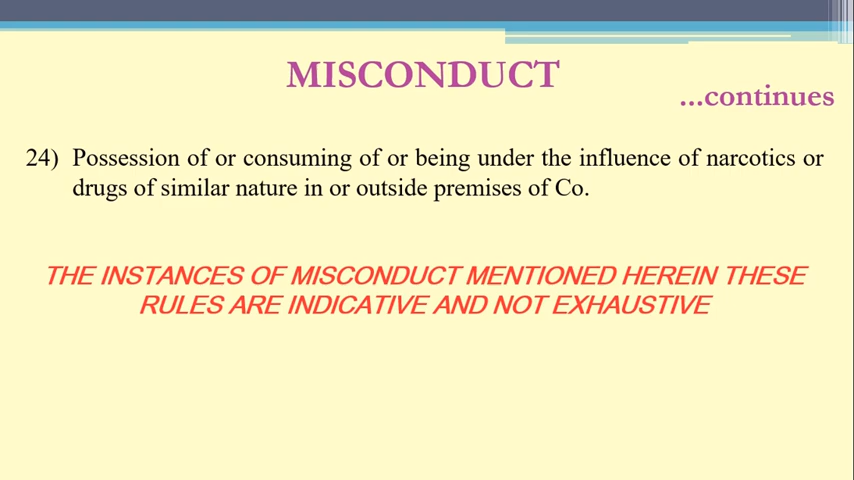 MISCONDUCT
...continues
24) Possession of or consuming of or being under the influence of narcotics or
drugs of similar nature in or outside premises of Co.
THE INSTANCES OF MISCONDUCT MENTIONED HEREIN THESE
RULES ARE INDICATIVE AND NOT EXHAUSTIVE